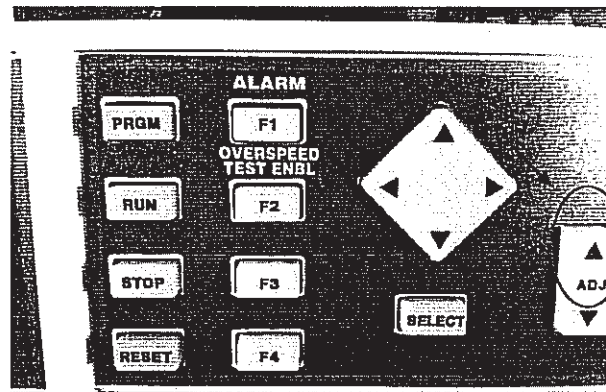 ALARM
PRGM
F1
OVERSPEED
TEST ENBL
RUN
F2
STOP
F3
ADJ
SELECT
RESET
F4